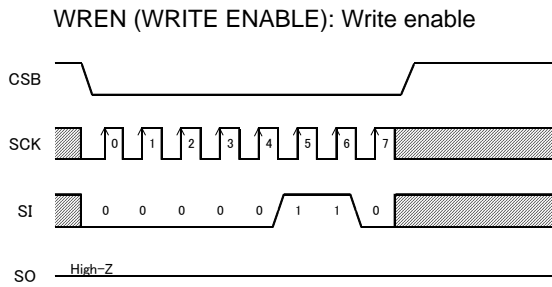 WREN (WRITE ENABLE): Write enable
CSB
SCK 0 1 2 3 4 5 6 7
SI 0 0 0 0 0 1 1 0
SO High-Z